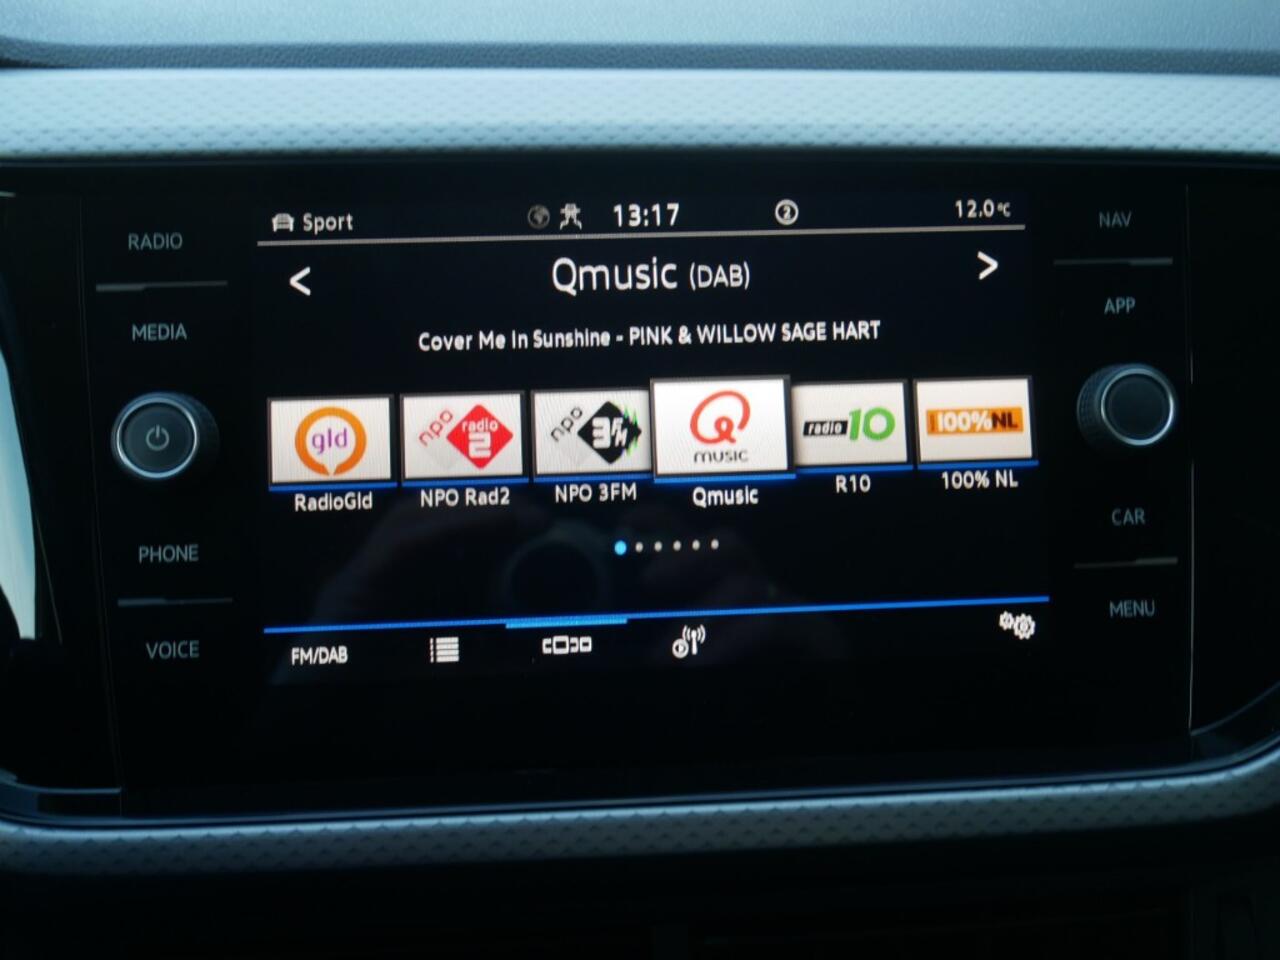 RADIO
MEDIA
PHONE
VOICE
Sport
13:17
2
12.0°C
Qmusic (DAB)
Cover Me In Sunshine - PINK & WILLOW SAGE HART
gld
npo radio 2
npo 3FM
Q MUSIC
radio 10
100% NL
RadioGld
NPO Rad2
NPO 3FM
Qmusic
R10
100% NL
FM/DAB
NAV
APP
CAR
MENU